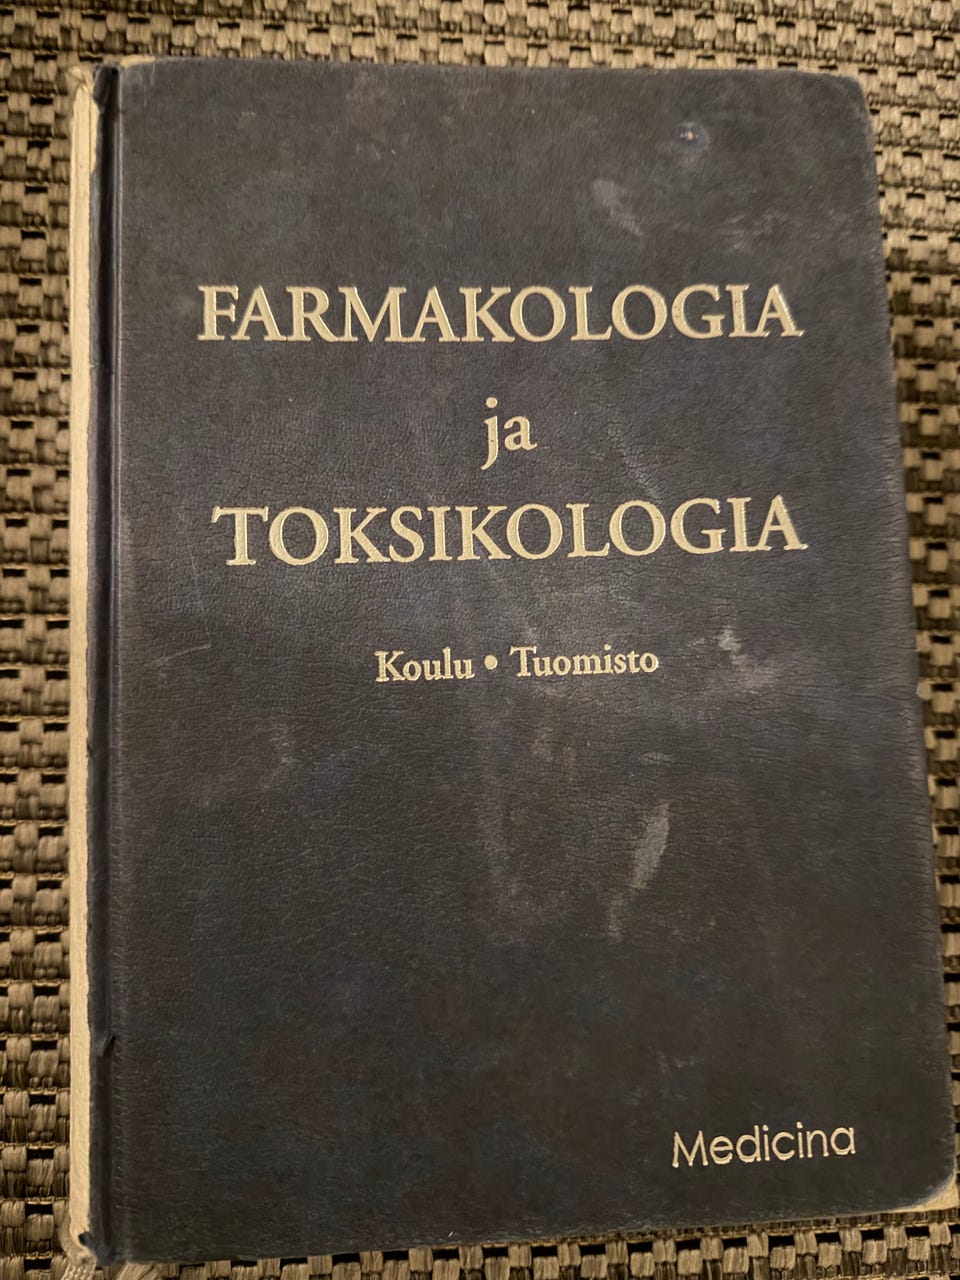 FARMAKOLOGIA
ja
TOKSIKOLOGIA
Koulu • Tuomisto
Medicina